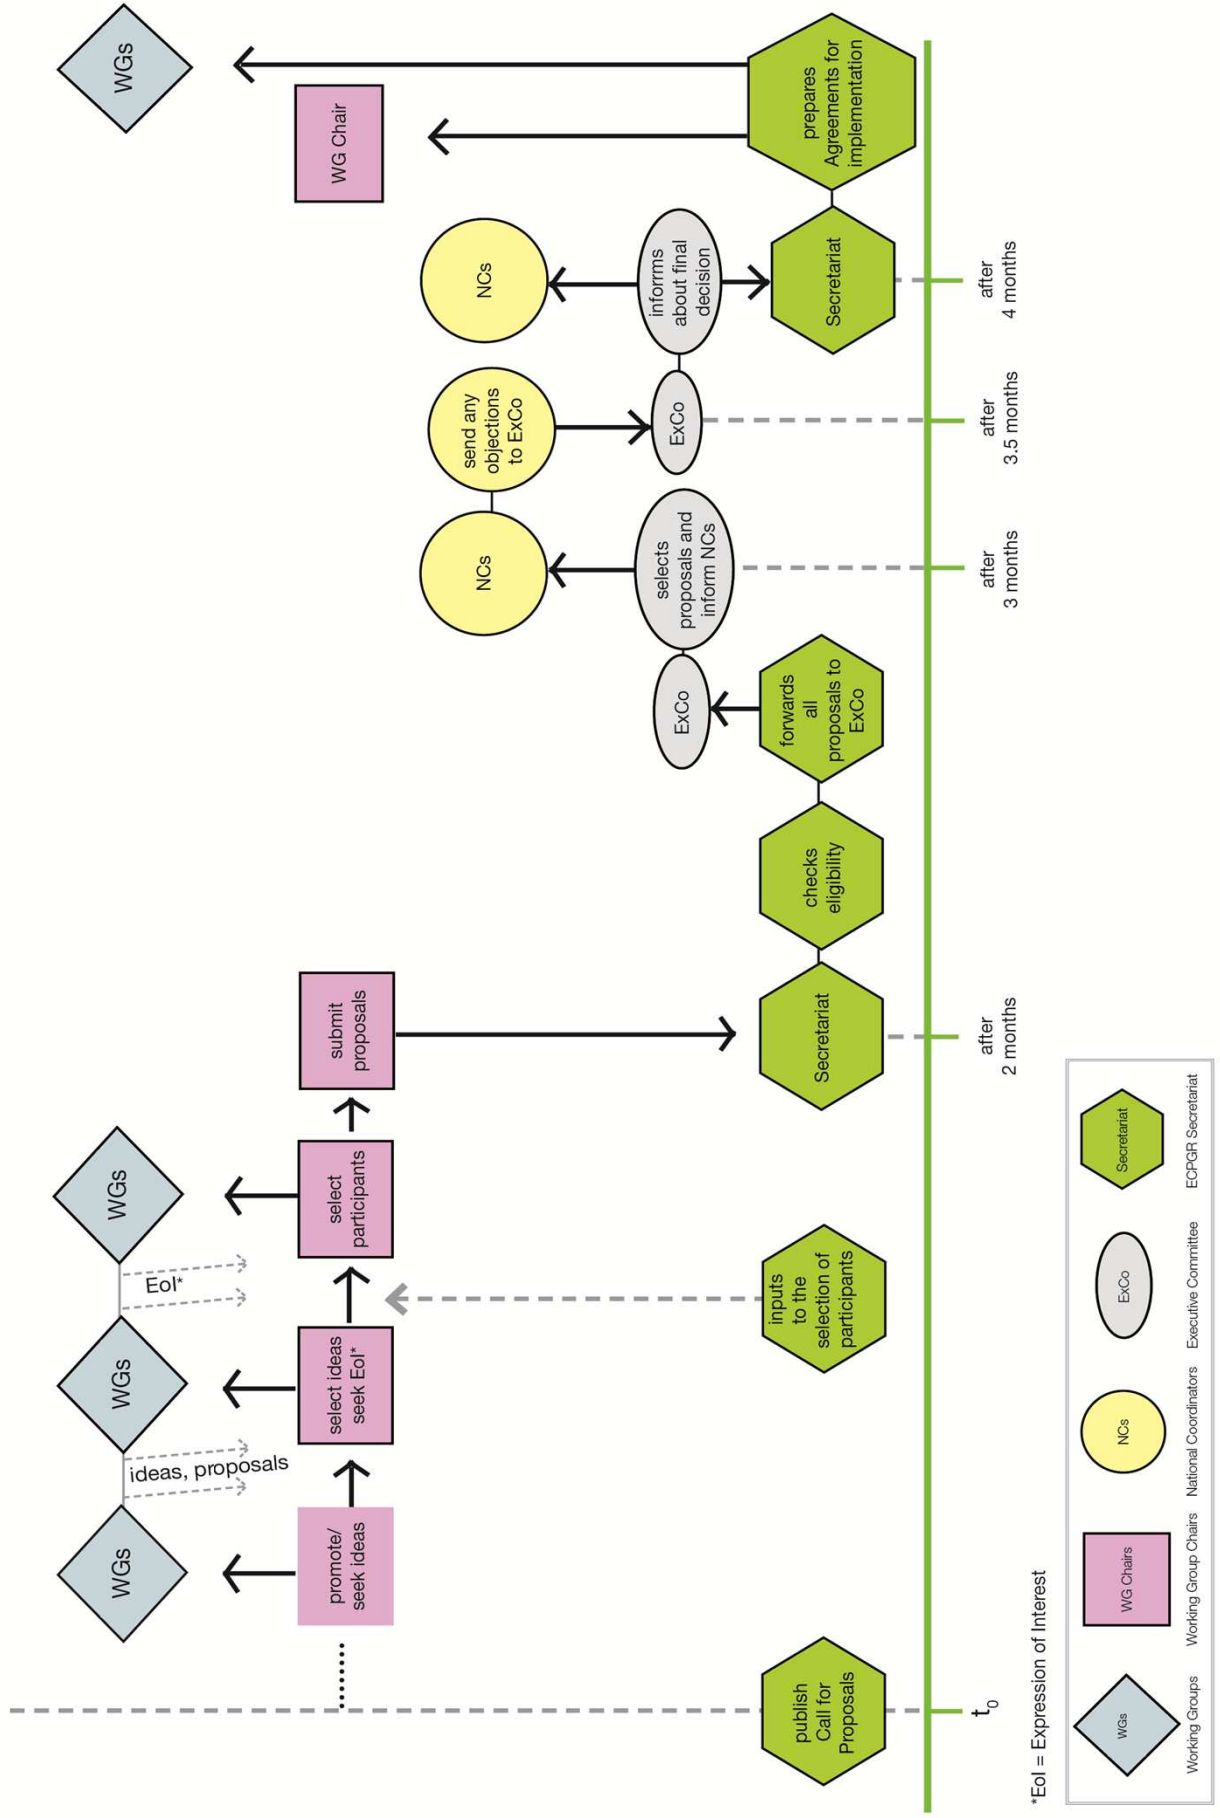 WGs
WGs
WGs
WGs
ideas, proposals
EoI*
promote/
seek ideas
select ideas
seek EoI*
select
participants
submit
proposals
WG Chair
NCs
send any
objections
to ExCo
NCs
ExCo
selects
proposals and
inform NCs
ExCo
informs
about final
decision
publish
Call for
Proposals
inputs
to the
selection of
participants
Secretariat
checks
eligibility
forwards
all
proposals to
ExCo
Secretariat
prepares
Agreements for
implementation
t0
after
2 months
after
3 months
after
3.5 months
after
4 months
*EoI = Expression of Interest
WGs
WG Chairs
NCs
ExCo
Secretariat
Working Groups
Working Group Chairs
National Coordinators
Executive Committee
ECPGR Secretariat